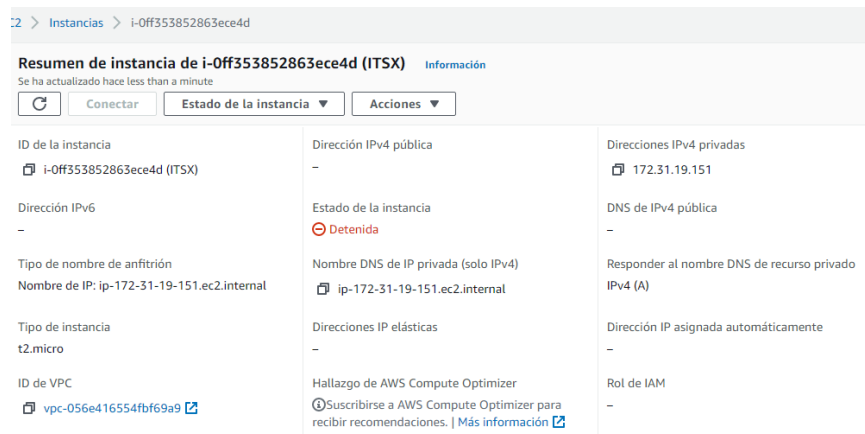 C2 > Instancias > i-0ff353852863ece4d
Resumen de instancia de i-0ff353852863ece4d (ITSX) Información
Se ha actualizado hace less than a minute
Conectar Estado de la instancia ▼ Acciones ▼
ID de la instancia
i-0ff353852863ece4d (ITSX)
Dirección IPv4 pública
–
Direcciones IPv4 privadas
172.31.19.151
Dirección IPv6
–
Estado de la instancia
Detenida
DNS de IPv4 pública
–
Tipo de nombre de anfitrión
Nombre de IP: ip-172-31-19-151.ec2.internal
Nombre DNS de IP privada (solo IPv4)
ip-172-31-19-151.ec2.internal
Responder al nombre DNS de recurso privado
IPv4 (A)
Tipo de instancia
t2.micro
Direcciones IP elásticas
–
Dirección IP asignada automáticamente
–
ID de VPC
vpc-056e416554fbf69a9
Hallazgo de AWS Compute Optimizer
Suscribirse a AWS Compute Optimizer para
recibir recomendaciones. | Más información
Rol de IAM
–